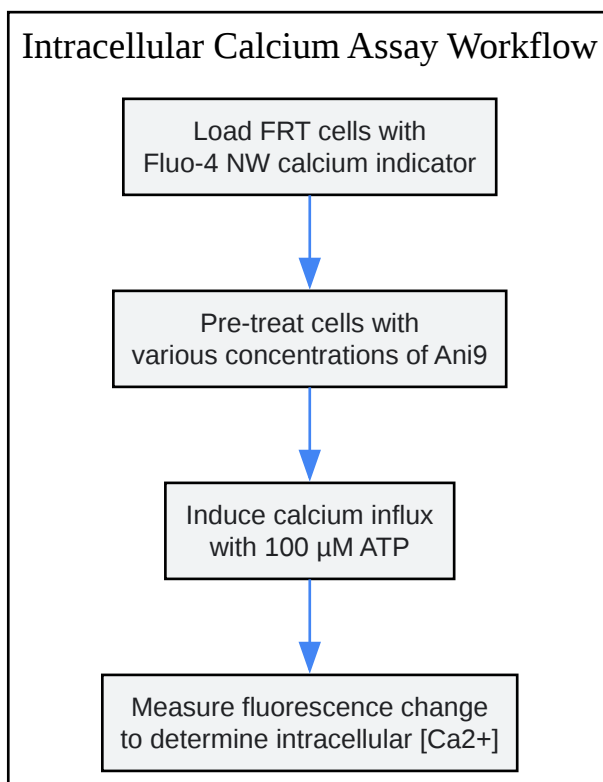 Intracellular Calcium Assay Workflow
Load FRT cells with
Fluo-4 NW calcium indicator
Pre-treat cells with
various concentrations of Ani9
Induce calcium influx
with 100 µM ATP
Measure fluorescence change
to determine intracellular [Ca2+]